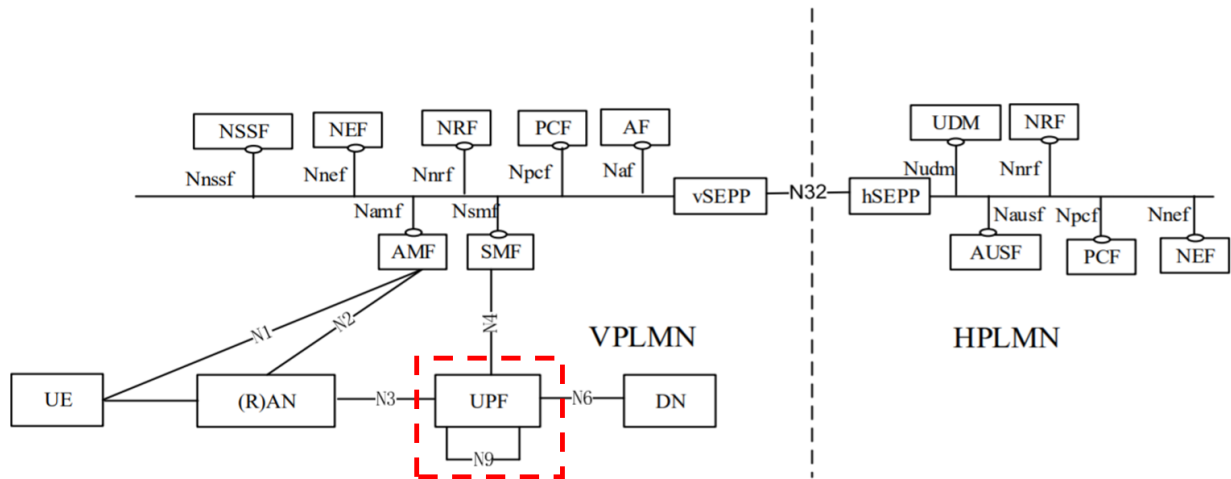 NSSF
NEF
NRF
PCF
AF
UDM
NRF
Nnssf
Nnef
Nnrf
Npcf
Naf
Nudm
Nnrf
vSEPP
N32
hSEPP
Namf
Nsmf
Nausf
Npcf
Nnef
AMF
SMF
AUSF
PCF
NEF
N1
N2
N4
VPLMN
HPLMN
UE
(R)AN
N3
UPF
N6
DN
N9